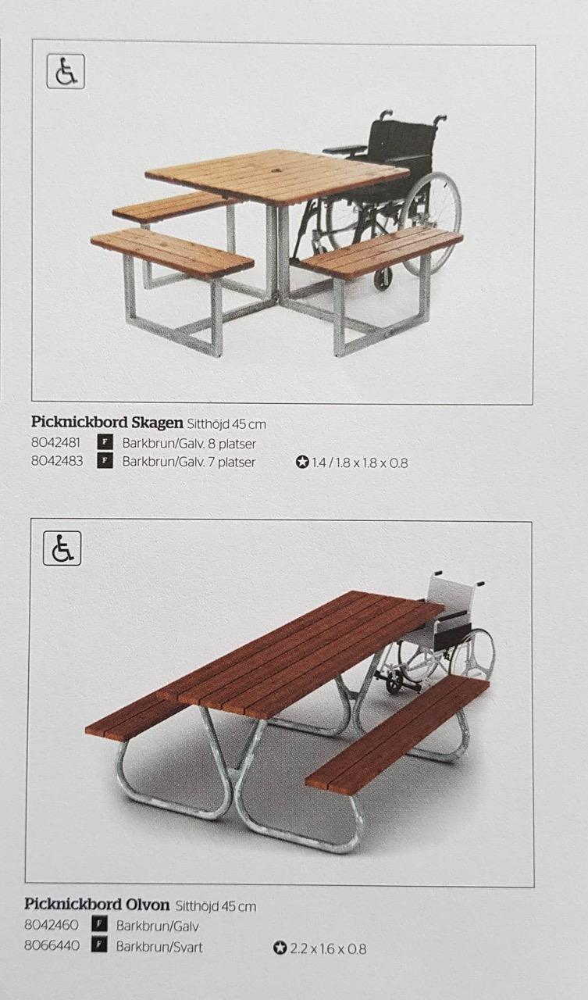 Picknickbord Skagen Sitthöjd 45 cm
8042481 F Barkbrun/Galv. 8 platser
8042483 F Barkbrun/Galv. 7 platser 1.4 / 1.8 x 1.8 x 0.8
Picknickbord Olvon Sitthöjd 45 cm
8042460 F Barkbrun/Galv
8066440 F Barkbrun/Svart 2.2 x 1.6 x 0.8